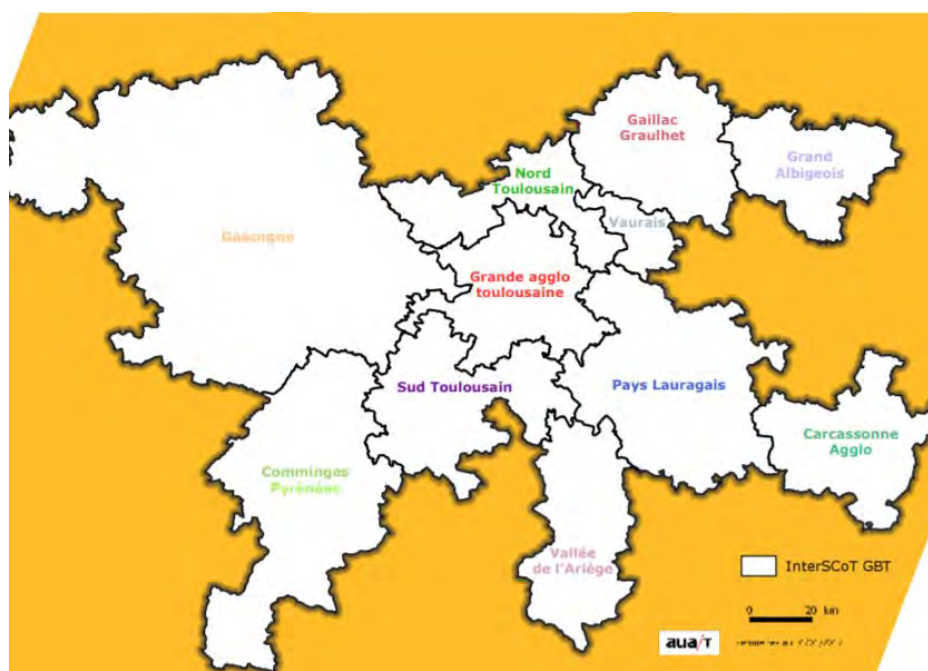 Gaillac
Graulhet
Grand
Albigeois
Nord
Toulousain
Vaurais
Gascogne
Grande agglo
toulousaine
Sud Toulousain
Pays Lauragais
Carcassonne
Agglo
Comminges
Pyrénées
Vallée
de l'Ariège
InterSCoT GBT
0 20 km
aua/T